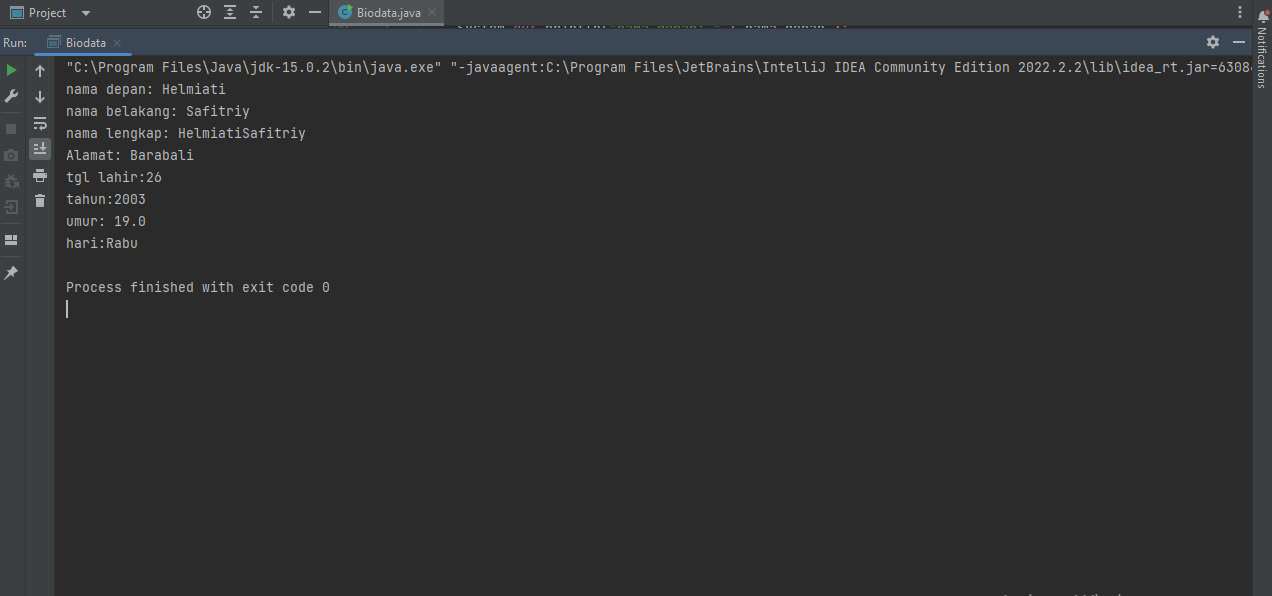 Project
Biodata.java
Run:
Biodata
Notifications
"C:\Program Files\Java\jdk-15.0.2\bin\java.exe" "-javaagent:C:\Program Files\JetBrains\IntelliJ IDEA Community Edition 2022.2.2\lib\idea_rt.jar=6308
nama depan: Helmiati
nama belakang: Safitriy
nama lengkap: HelmiatiSafitriy
Alamat: Barabali
tgl lahir:26
tahun:2003
umur: 19.0
hari:Rabu
Process finished with exit code 0